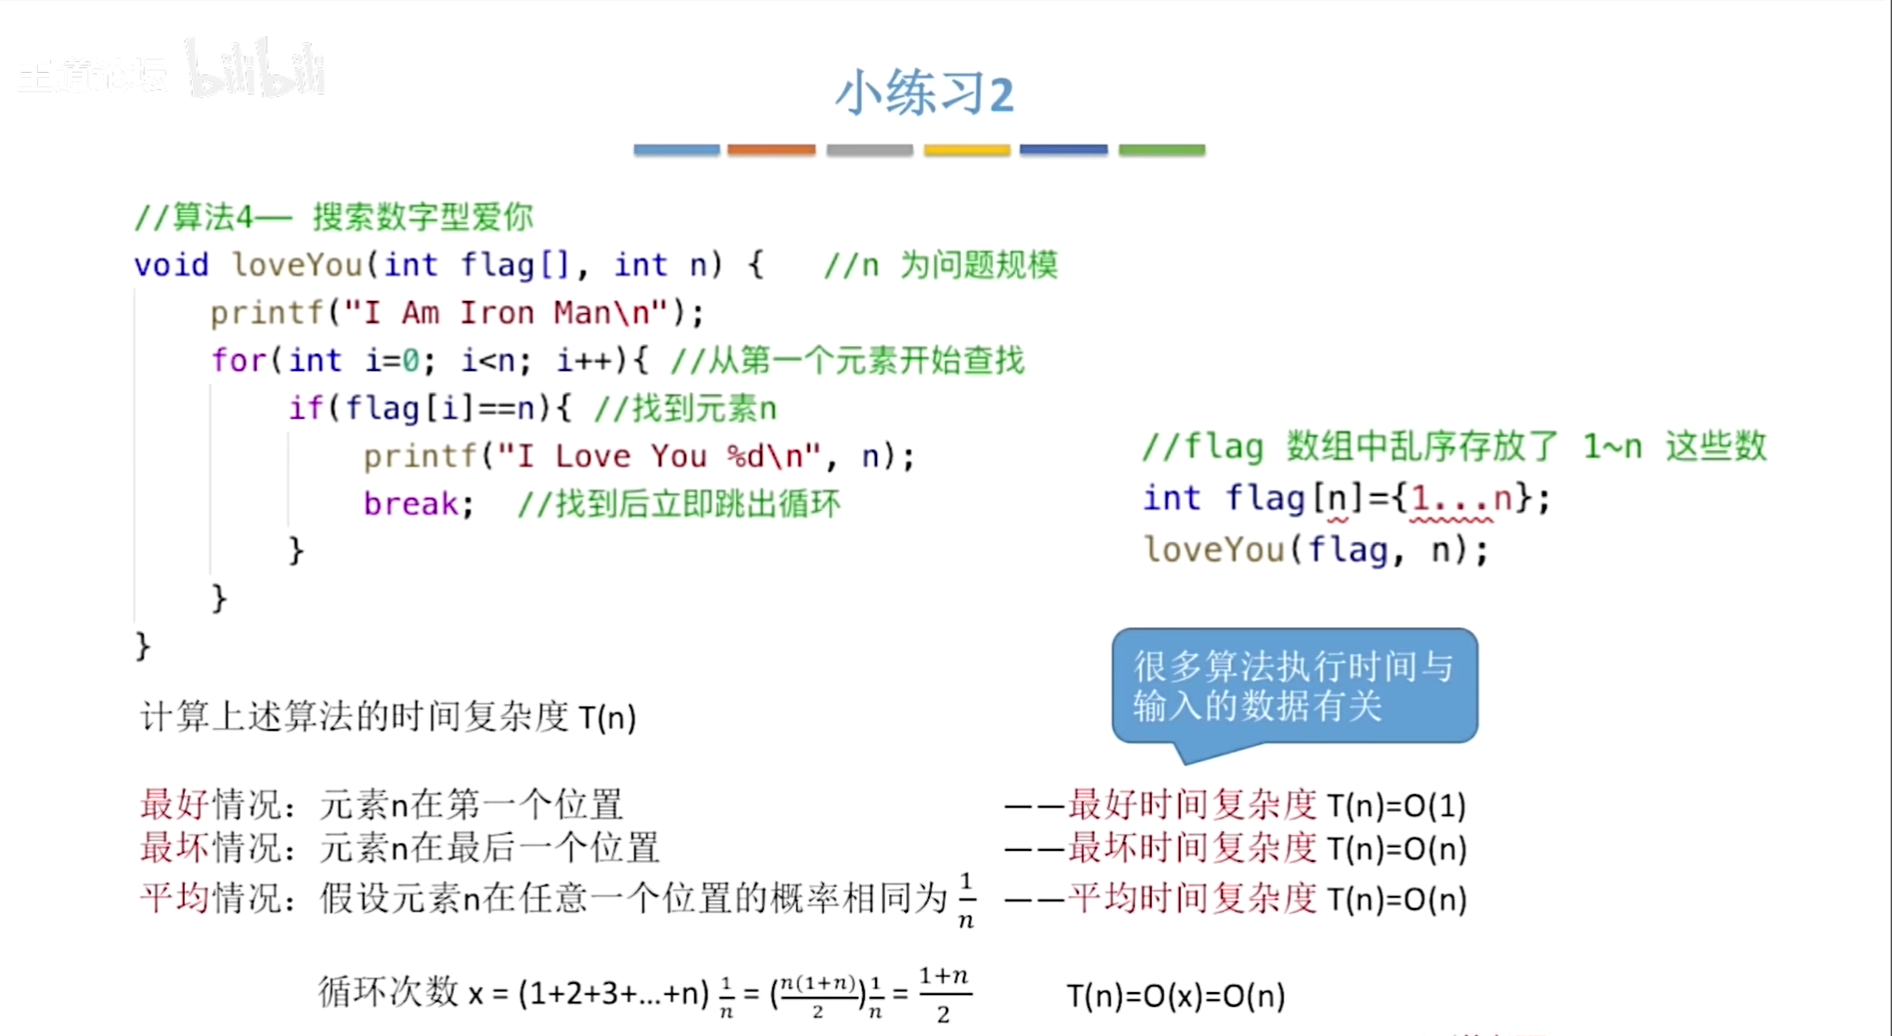 王道论坛 bilibili
小练习2
//算法4—— 搜索数字型爱你
void loveYou(int flag[], int n) {   //n 为问题规模
    printf("I Am Iron Man\n");
    for(int i=0; i<n; i++){ //从第一个元素开始查找
        if(flag[i]==n){ //找到元素n
            printf("I Love You %d\n", n);
            break;  //找到后立即跳出循环
        }
    }
}
//flag 数组中乱序存放了 1~n 这些数
int flag[n]={1...n};
loveYou(flag, n);
很多算法执行时间与
输入的数据有关
计算上述算法的时间复杂度 T(n)
最好情况：元素n在第一个位置 ——最好时间复杂度 T(n)=O(1)
最坏情况：元素n在最后一个位置 ——最坏时间复杂度 T(n)=O(n)
平均情况：假设元素n在任意一个位置的概率相同为 1/n ——平均时间复杂度 T(n)=O(n)
循环次数 x = (1+2+3+...+n) 1/n = (n(1+n)/2) 1/n = (1+n)/2 T(n)=O(x)=O(n)